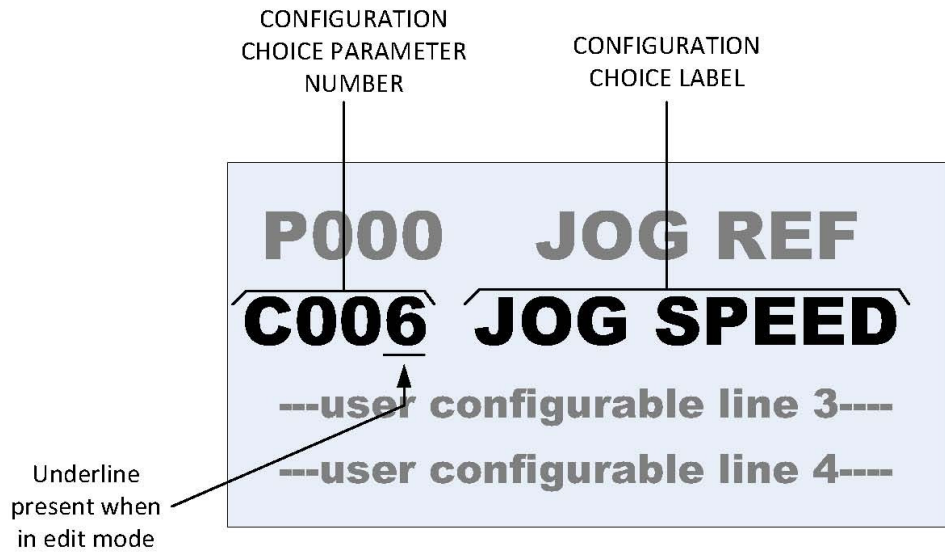 CONFIGURATION
CHOICE PARAMETER
NUMBER
CONFIGURATION
CHOICE LABEL
P000 JOG REF
C006 JOG SPEED
---user configurable line 3----
---user configurable line 4----
Underline
present when
in edit mode